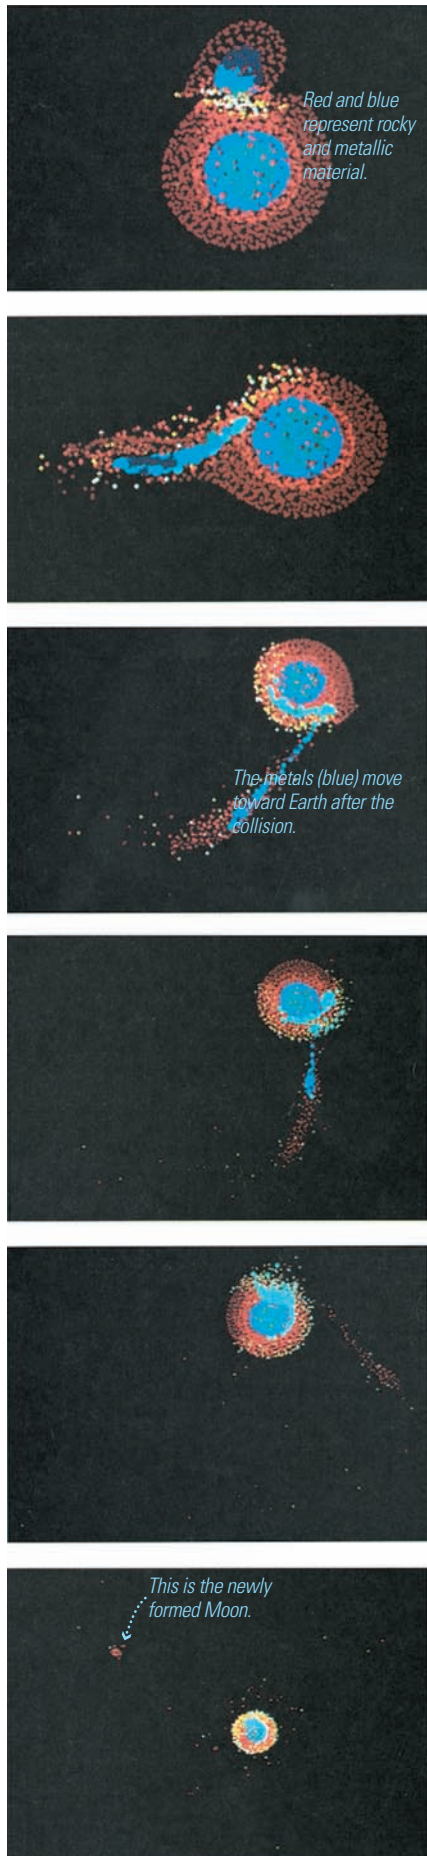 Red and blue
represent rocky
and metallic
material.
The metals (blue) move
toward Earth after the
collision.
This is the newly
formed Moon.